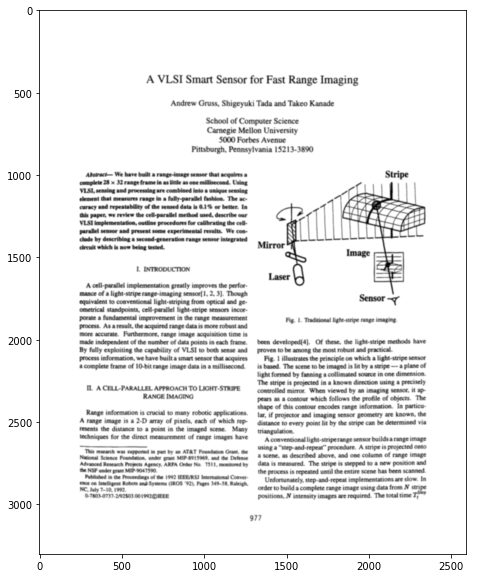 0
500
1000
1500
2000
2500
3000
A VLSI Smart Sensor for Fast Range Imaging
Andrew Gruss, Shigeyuki Tada and Takeo Kanade
School of Computer Science
Carnegie Mellon University
5000 Forbes Avenue
Pittsburgh, Pennsylvania 15213-3890
Abstract— We have built a range-image sensor that acquires a
complete 28 × 32 range frame in as little as one millisecond. Using
VLSI, sensing and processing are combined into a unique sensing
element that measures range in a fully-parallel fashion. The ac-
curacy and repeatability of the sensed data is 0.1% or better. In
this paper, we review the cell-parallel method used, describe our
VLSI implementation, outline procedures for calibrating the cell-
parallel sensor and present some experimental results. We con-
clude by describing a second-generation range sensor integrated
circuit which is now being tested.
I. INTRODUCTION
A cell-parallel implementation greatly improves the perfor-
mance of a light-stripe range-imaging sensor[1, 2, 3]. Though
equivalent to conventional light-striping from optical and ge-
ometrical standpoints, cell-parallel light-stripe sensors incor-
porate a fundamental improvement in the range measurement
process. As a result, the acquired range data is more robust and
more accurate. Furthermore, range image acquisition time is
made independent of the number of data points in each frame.
By fully exploiting the capability of VLSI to both sense and
process information, we have built a smart sensor that acquires
a complete frame of 10-bit range image data in a millisecond.
II. A CELL-PARALLEL APPROACH TO LIGHT-STRIPE
RANGE IMAGING
Range information is crucial to many robotic applications.
A range image is a 2-D array of pixels, each of which rep-
resents the distance to a point in the imaged scene. Many
techniques for the direct measurement of range images have
This research was supported in part by an AT&T Foundation Grant, the
National Science Foundation, under grant MIP-8915969, and the Defense
Advanced Research Projects Agency, ARPA Order No. 7511, monitored by
the NSF under grant MIP-9047590.
Published in the Proceedings of the 1992 IEEE/RSJ International Confer-
ence on Intelligent Robots and Systems (IROS '92), Pages 349-58, Raleigh,
NC, July 7–10, 1992.
0-7803-0737-2/92$03.00 1992©IEEE
Stripe
Mirror
Image
Laser
Sensor
Fig. 1. Traditional light-stripe range imaging.
been developed[4]. Of these, the light-stripe methods have
proven to be among the most robust and practical.
Fig. 1 illustrates the principle on which a light-stripe sensor
is based. The scene to be imaged is lit by a stripe — a plane of
light formed by fanning a collimated source in one dimension.
The stripe is projected in a known direction using a precisely
controlled mirror. When viewed by an imaging sensor, it ap-
pears as a contour which follows the profile of objects. The
shape of this contour encodes range information. In particu-
lar, if projector and imaging sensor geometry are known, the
distance to every point lit by the stripe can be determined via
triangulation.
A conventional light-stripe range sensor builds a range image
using a "step-and-repeat" procedure. A stripe is projected onto
a scene, as described above, and one column of range image
data is measured. The stripe is stepped to a new position and
the process is repeated until the entire scene has been scanned.
Unfortunately, step-and-repeat implementations are slow. In
order to build a complete range image using data from N stripe
positions, N intensity images are required. The total time
977
0 500 1000 1500 2000 2500